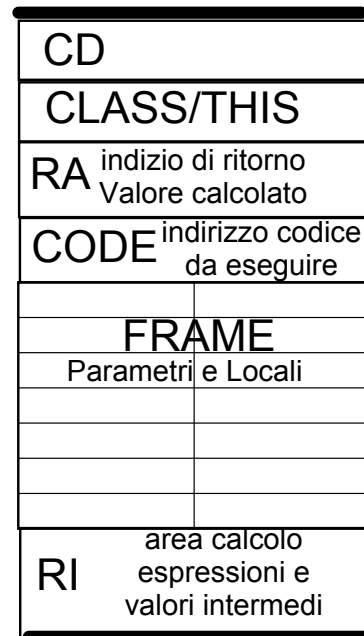 CD
CLASS/THIS
RA indizio di ritorno
Valore calcolato
CODE indirizzo codice
da eseguire
FRAME
Parametri e Locali
area calcolo
RI espressioni e
valori intermedi